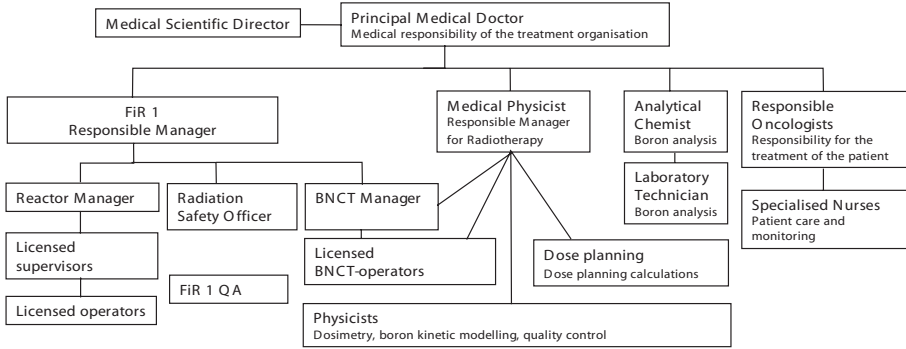 Medical Scientific Director
Principal Medical Doctor
Medical responsibility of the treatment organisation
FiR 1
Responsible Manager
Medical Physicist
Responsible Manager
for Radiotherapy
Analytical
Chemist
Boron analysis
Responsible
Oncologists
Responsibility for the
treatment of the patient
Reactor Manager
Radiation
Safety Officer
BNCT Manager
Laboratory
Technician
Boron analysis
Specialised Nurses
Patient care and
monitoring
Licensed
supervisors
Licensed
BNCT-operators
Dose planning
Dose planning calculations
FiR 1 QA
Licensed operators
Physicists
Dosimetry, boron kinetic modelling, quality control